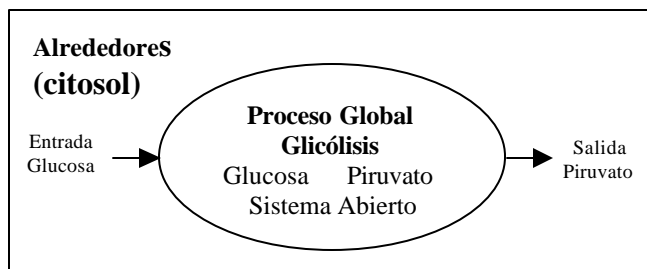 Alrededores
(citosol)
Proceso Global
Glicólisis
Entrada
Glucosa
Glucosa Piruvato
Sistema Abierto
Salida
Piruvato